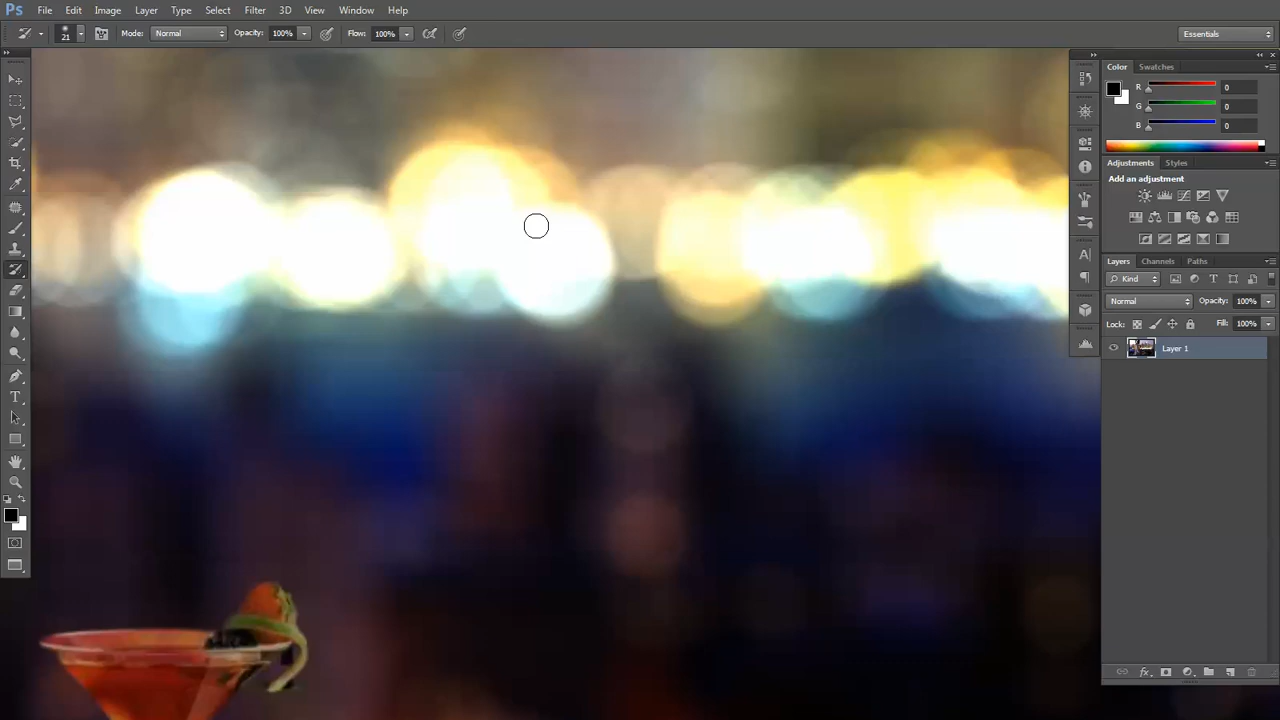 Ps File Edit Image Layer Type Select Filter 3D View Window Help
21 Mode: Normal Opacity: 100% Flow: 100% Essentials
Color Swatches
R 0
G 0
B 0
Adjustments Styles
Add an adjustment
Layers Channels Paths
Kind
Normal Opacity: 100%
Lock: Fill: 100%
Layer 1